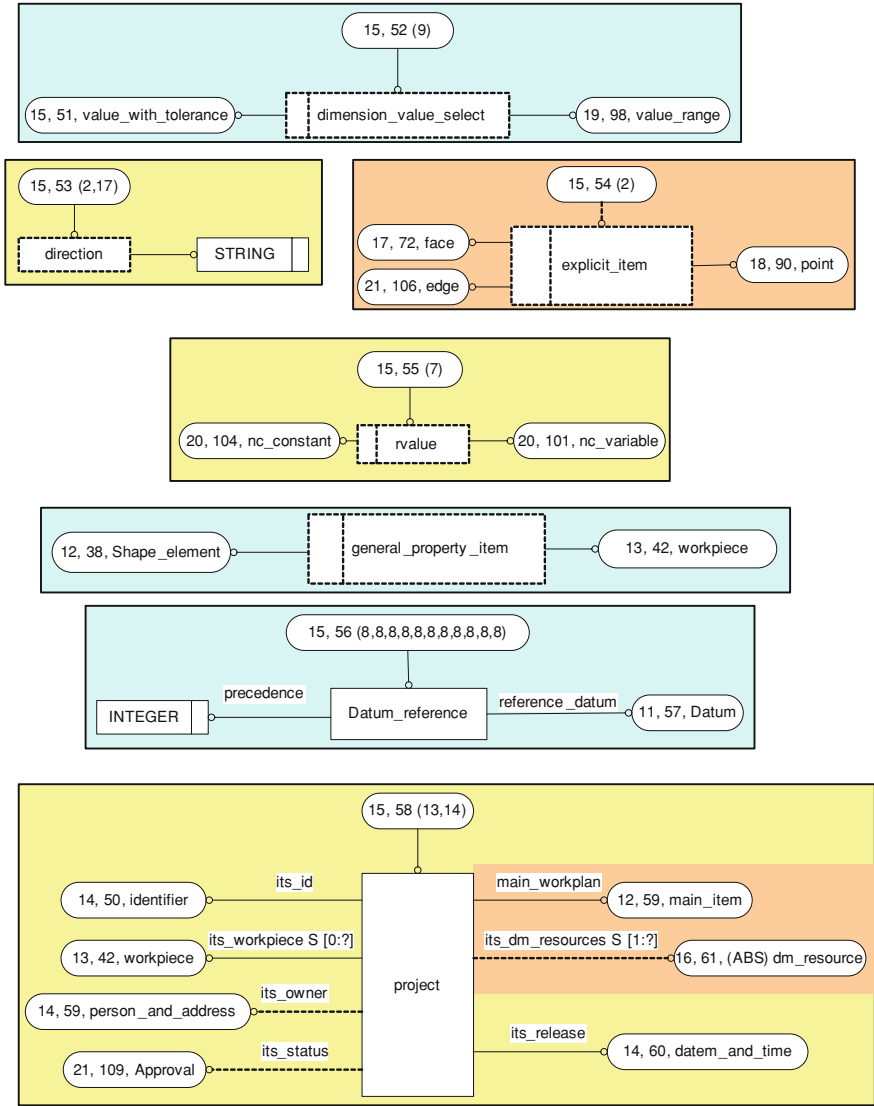 15, 52 (9)
15, 51, value_with_tolerance
dimension_value_select
19, 98, value_range
15, 53 (2,17)
direction
STRING
15, 54 (2)
17, 72, face
21, 106, edge
explicit_item
18, 90, point
15, 55 (7)
20, 104, nc_constant
rvalue
20, 101, nc_variable
12, 38, Shape_element
general_property_item
13, 42, workpiece
15, 56 (8,8,8,8,8,8,8,8,8,8,8)
precedence
INTEGER
Datum_reference
reference_datum
11, 57, Datum
15, 58 (13,14)
its_id
14, 50, identifier
main_workplan
12, 59, main_item
its_workpiece S [0:?]
13, 42, workpiece
its_dm_resources S [1:?]
16, 61, (ABS) dm_resource
project
its_owner
14, 59, person_and_address
its_status
21, 109, Approval
its_release
14, 60, datem_and_time